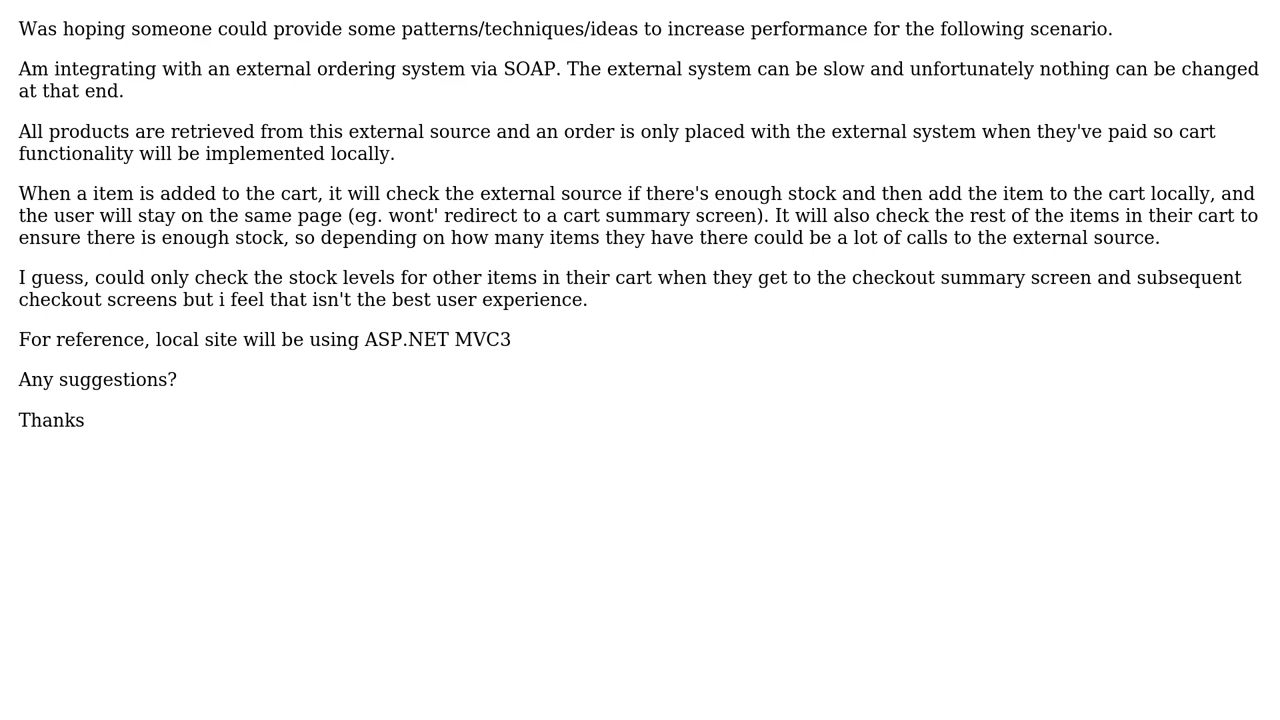 Was hoping someone could provide some patterns/techniques/ideas to increase performance for the following scenario.
Am integrating with an external ordering system via SOAP. The external system can be slow and unfortunately nothing can be changed
at that end.
All products are retrieved from this external source and an order is only placed with the external system when they've paid so cart
functionality will be implemented locally.
When a item is added to the cart, it will check the external source if there's enough stock and then add the item to the cart locally, and
the user will stay on the same page (eg. wont' redirect to a cart summary screen). It will also check the rest of the items in their cart to
ensure there is enough stock, so depending on how many items they have there could be a lot of calls to the external source.
I guess, could only check the stock levels for other items in their cart when they get to the checkout summary screen and subsequent
checkout screens but i feel that isn't the best user experience.
For reference, local site will be using ASP.NET MVC3
Any suggestions?
Thanks